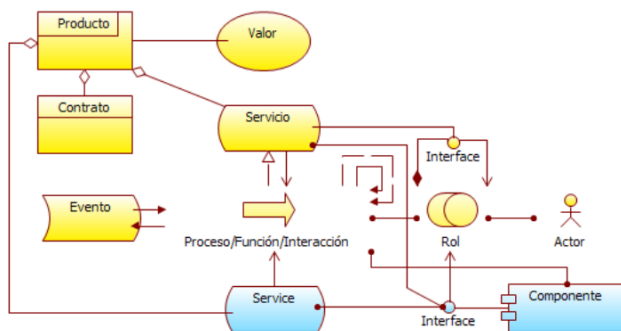 Producto
Valor
Contrato
Servicio
Interface
Evento
Proceso/Función/Interacción
Rol
Actor
Service
Interface
Componente